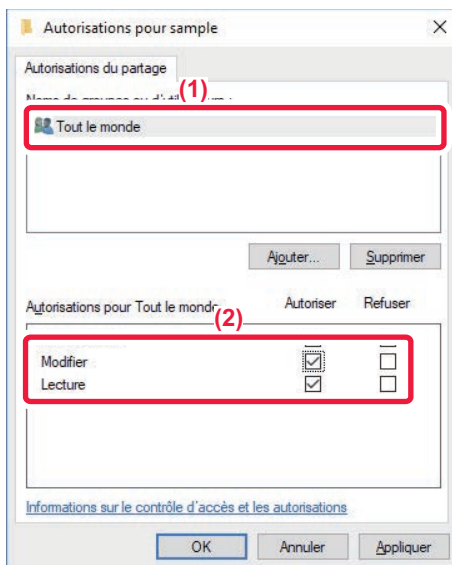 Autorisations pour sample
Autorisations du partage
(1)
Tout le monde
Ajouter... Supprimer
Autorisations pour Tout le monde Autoriser Refuser
(2)
Modifier
Lecture
Informations sur le contrôle d'accès et les autorisations
OK Annuler Appliquer